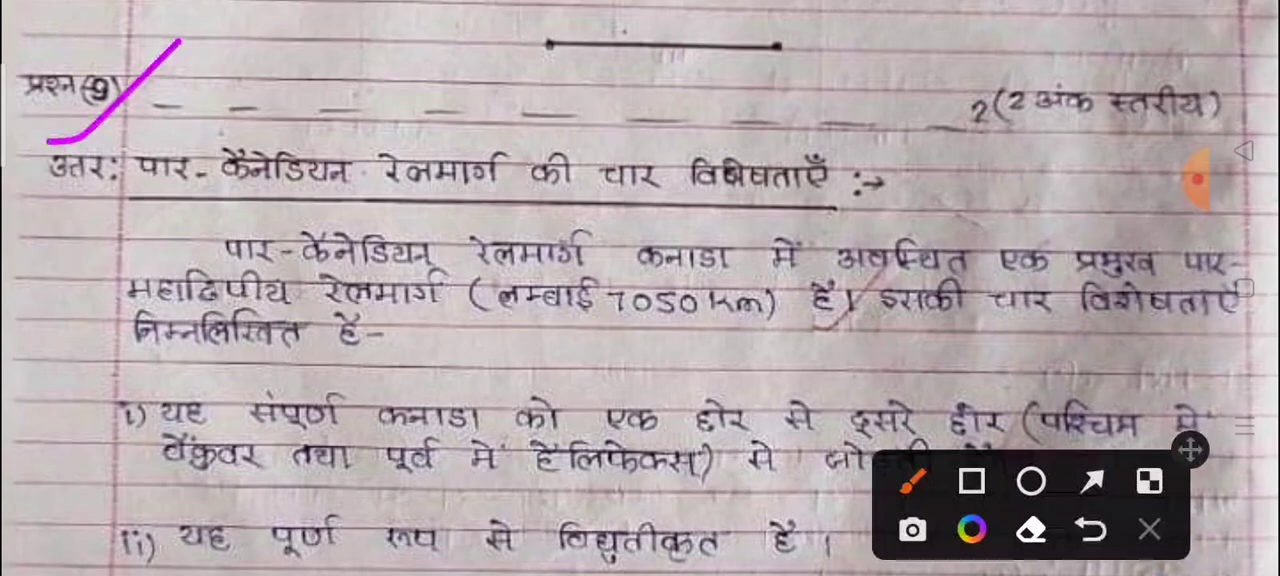 प्रश्न(9) — — — — — — — — — — ?(2 अंक स्तरीय)
उत्तर: पार-कैनेडियन रेलमार्ग की चार विशेषताएँ :→
पार-कैनेडियन रेलमार्ग कनाडा में अवस्थित एक प्रमुख पार-
महाद्विपीय रेलमार्ग (लम्बाई 7050 km) है। इसकी चार विशेषताएँ
निम्नलिखित है-
i) यह संपूर्ण कनाडा को एक छोर से दूसरे छोर (पश्चिम में
वैंकुवर तथा पूर्व में हैलिफेक्स) से
ii) यह पूर्ण रूप से विद्युतीकृत है ।